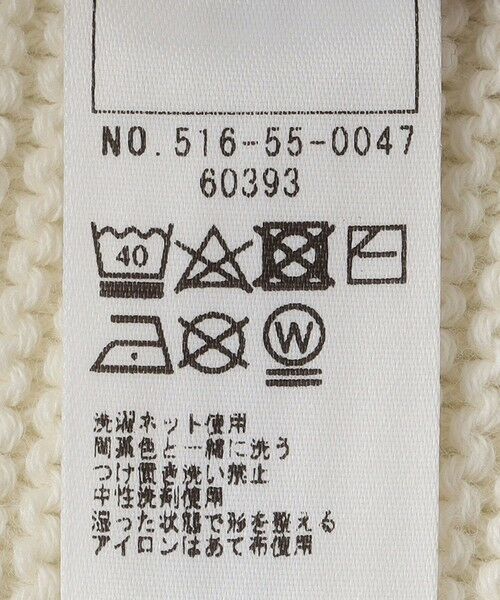 NO. 516-55-0047
60393
40
W
洗濯ネット使用
同系色と一緒に洗う
つけ置き洗い禁止
中性洗剤使用
湿った状態で形を整える
アイロンはあて布使用